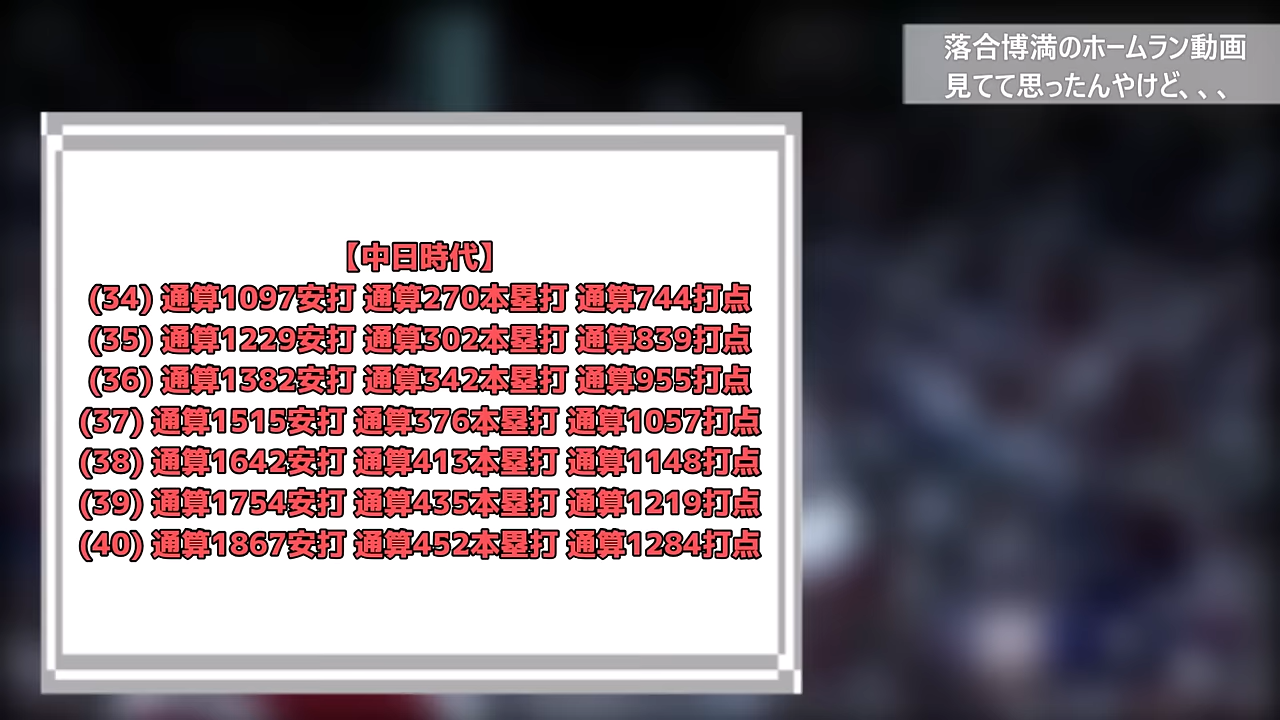 落合博満のホームラン動画
見てて思ったんやけど、、、
【中日時代】
(34) 通算1097安打 通算270本塁打 通算744打点
(35) 通算1229安打 通算302本塁打 通算839打点
(36) 通算1382安打 通算342本塁打 通算955打点
(37) 通算1515安打 通算376本塁打 通算1057打点
(38) 通算1642安打 通算413本塁打 通算1148打点
(39) 通算1754安打 通算435本塁打 通算1219打点
(40) 通算1867安打 通算452本塁打 通算1284打点